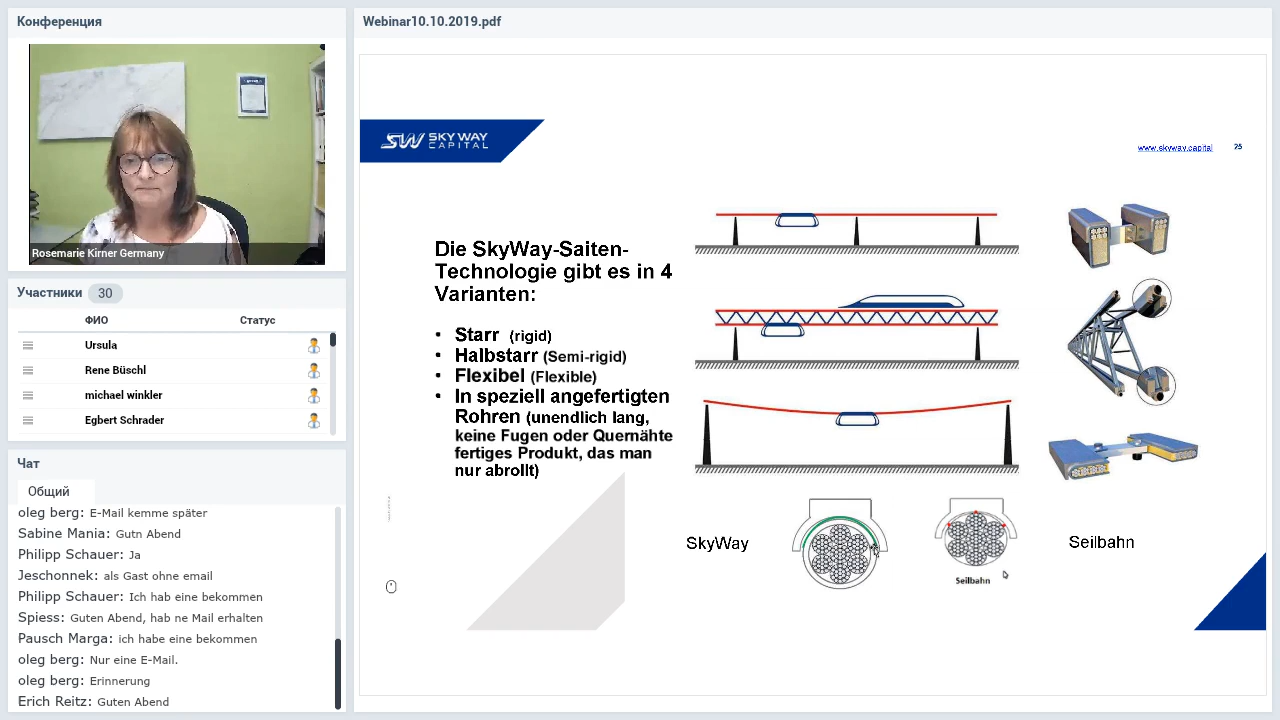 Конференция
Rosemarie Kirner Germany
Участники 30
ФИО Статус
Ursula
Rene Büschl
michael winkler
Egbert Schrader
Чат
Общий
oleg berg: E-Mail kemme später
Sabine Mania: Gutn Abend
Philipp Schauer: Ja
Jeschonnek: als Gast ohne email
Philipp Schauer: Ich hab eine bekommen
Spiess: Guten Abend, hab ne Mail erhalten
Pausch Marga: ich habe eine bekommen
oleg berg: Nur eine E-Mail.
oleg berg: Erinnerung
Erich Reitz: Guten Abend
Webinar10.10.2019.pdf
SW SKY WAY
CAPITAL
www.skyway.capital 25
Die SkyWay-Saiten-
Technologie gibt es in 4
Varianten:
• Starr (rigid)
• Halbstarr (Semi-rigid)
• Flexibel (Flexible)
• In speziell angefertigten
Rohren (unendlich lang,
keine Fugen oder Quernähte
fertiges Produkt, das man
nur abrollt)
SkyWay
Seilbahn
Seilbahn